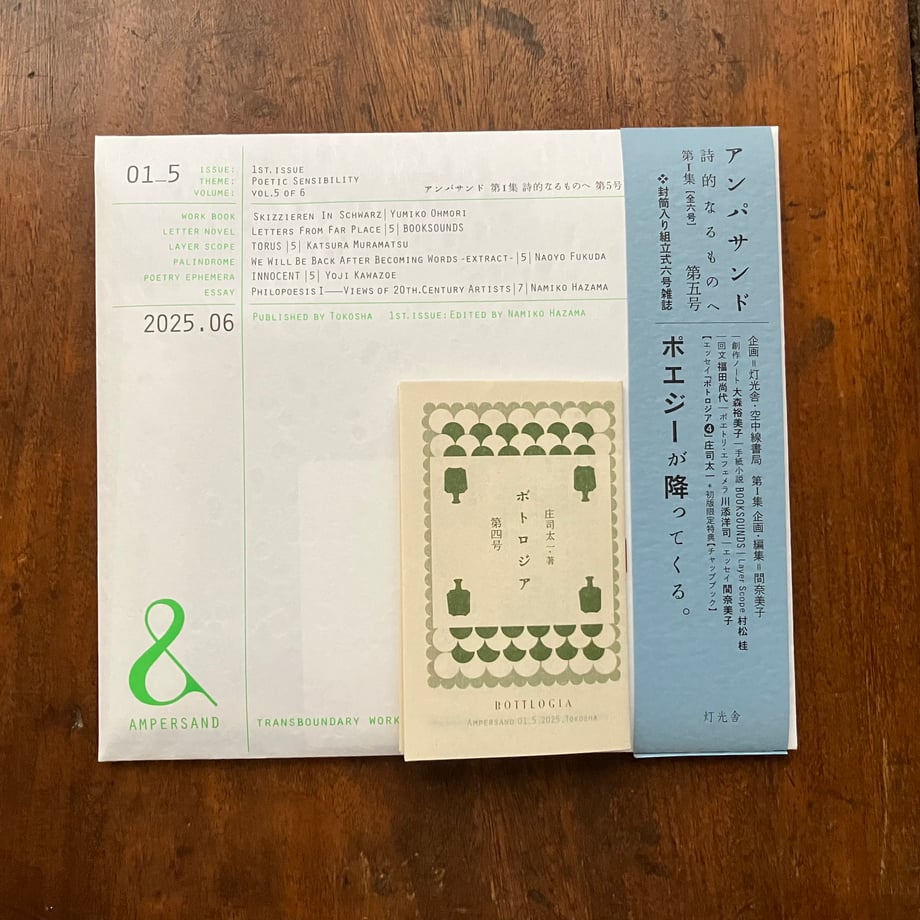 01_5
ISSUE: 1ST. ISSUE
THEME: POETIC SENSIBILITY
VOLUME: VOL.5 OF 6
アンパサンド 第I集 詩的なるものへ 第5号
WORK BOOK SKIZZIEREN IN SCHWARZ| YUMIKO OHMORI
LETTER NOVEL LETTERS FROM FAR PLACE |5| BOOKSOUNDS
LAYER SCOPE TORUS |5| KATSURA MURAMATSU
PALINDROME WE WILL BE BACK AFTER BECOMING WORDS -EXTRACT- |5| NAOYO FUKUDA
POETRY EPHEMERA INNOCENT |5| YOJI KAWAZOE
ESSAY PHILOPOESIS I——VIEWS OF 20TH.CENTURY ARTISTS|7| NAMIKO HAZAMA
2025.06
PUBLISHED BY TOKOSHA 1ST.ISSUE:EDITED BY NAMIKO HAZAMA
&
AMPERSAND
TRANSBOUNDARY WORK
ボトロジア
庄司太一・著
第四号
BOTTLOGIA
AMPERSAND 01_5 2025 TOKOSHA
アンパサンド
詩的なるものへ 第五号
第I集[全六号]
❖封筒入り組立式六号雑誌
企画=灯光舎・空中線書局 第I集 企画・編集=間奈美子
創作ノート 大森裕美子|手紙小説 BOOKSOUNDS|Layer Scope 村松 桂
|回文 福田尚代|ポエトリ・エフェメラ 川添洋司|エッセイ 間奈美子
【エッセイ「ボトロジア❹」庄司太一 *初版限定特典[チャップブック]
ポエジーが降ってくる。
灯光舎